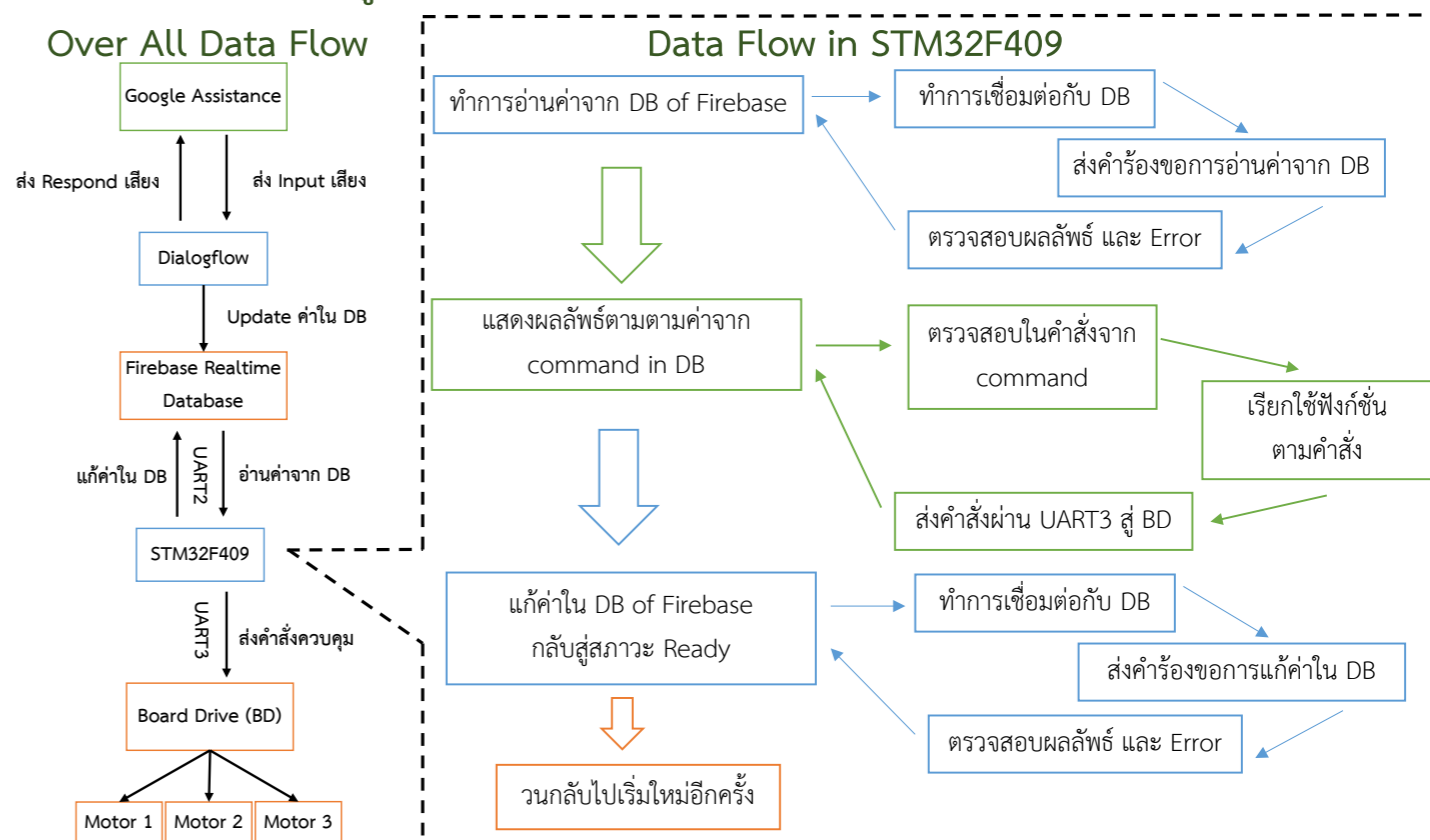 Over All Data Flow
Google Assistance
ส่ง Respond เสียง
ส่ง Input เสียง
Dialogflow
Update ค่าใน DB
Firebase Realtime
Database
แก้ค่าใน DB
UART2
อ่านค่าจาก DB
STM32F409
UART3
ส่งคำสั่งควบคุม
Board Drive (BD)
Motor 1
Motor 2
Motor 3
Data Flow in STM32F409
ทำการอ่านค่าจาก DB of Firebase
ทำการเชื่อมต่อกับ DB
ส่งคำร้องขอการอ่านค่าจาก DB
ตรวจสอบผลลัพธ์ และ Error
แสดงผลลัพธ์ตามตามค่าจาก
command in DB
ตรวจสอบในคำสั่งจาก
command
เรียกใช้ฟังก์ชั่น
ตามคำสั่ง
ส่งคำสั่งผ่าน UART3 สู่ BD
แก้ค่าใน DB of Firebase
กลับสู่สภาวะ Ready
ทำการเชื่อมต่อกับ DB
ส่งคำร้องขอการแก้ค่าใน DB
ตรวจสอบผลลัพธ์ และ Error
วนกลับไปเริ่มใหม่อีกครั้ง